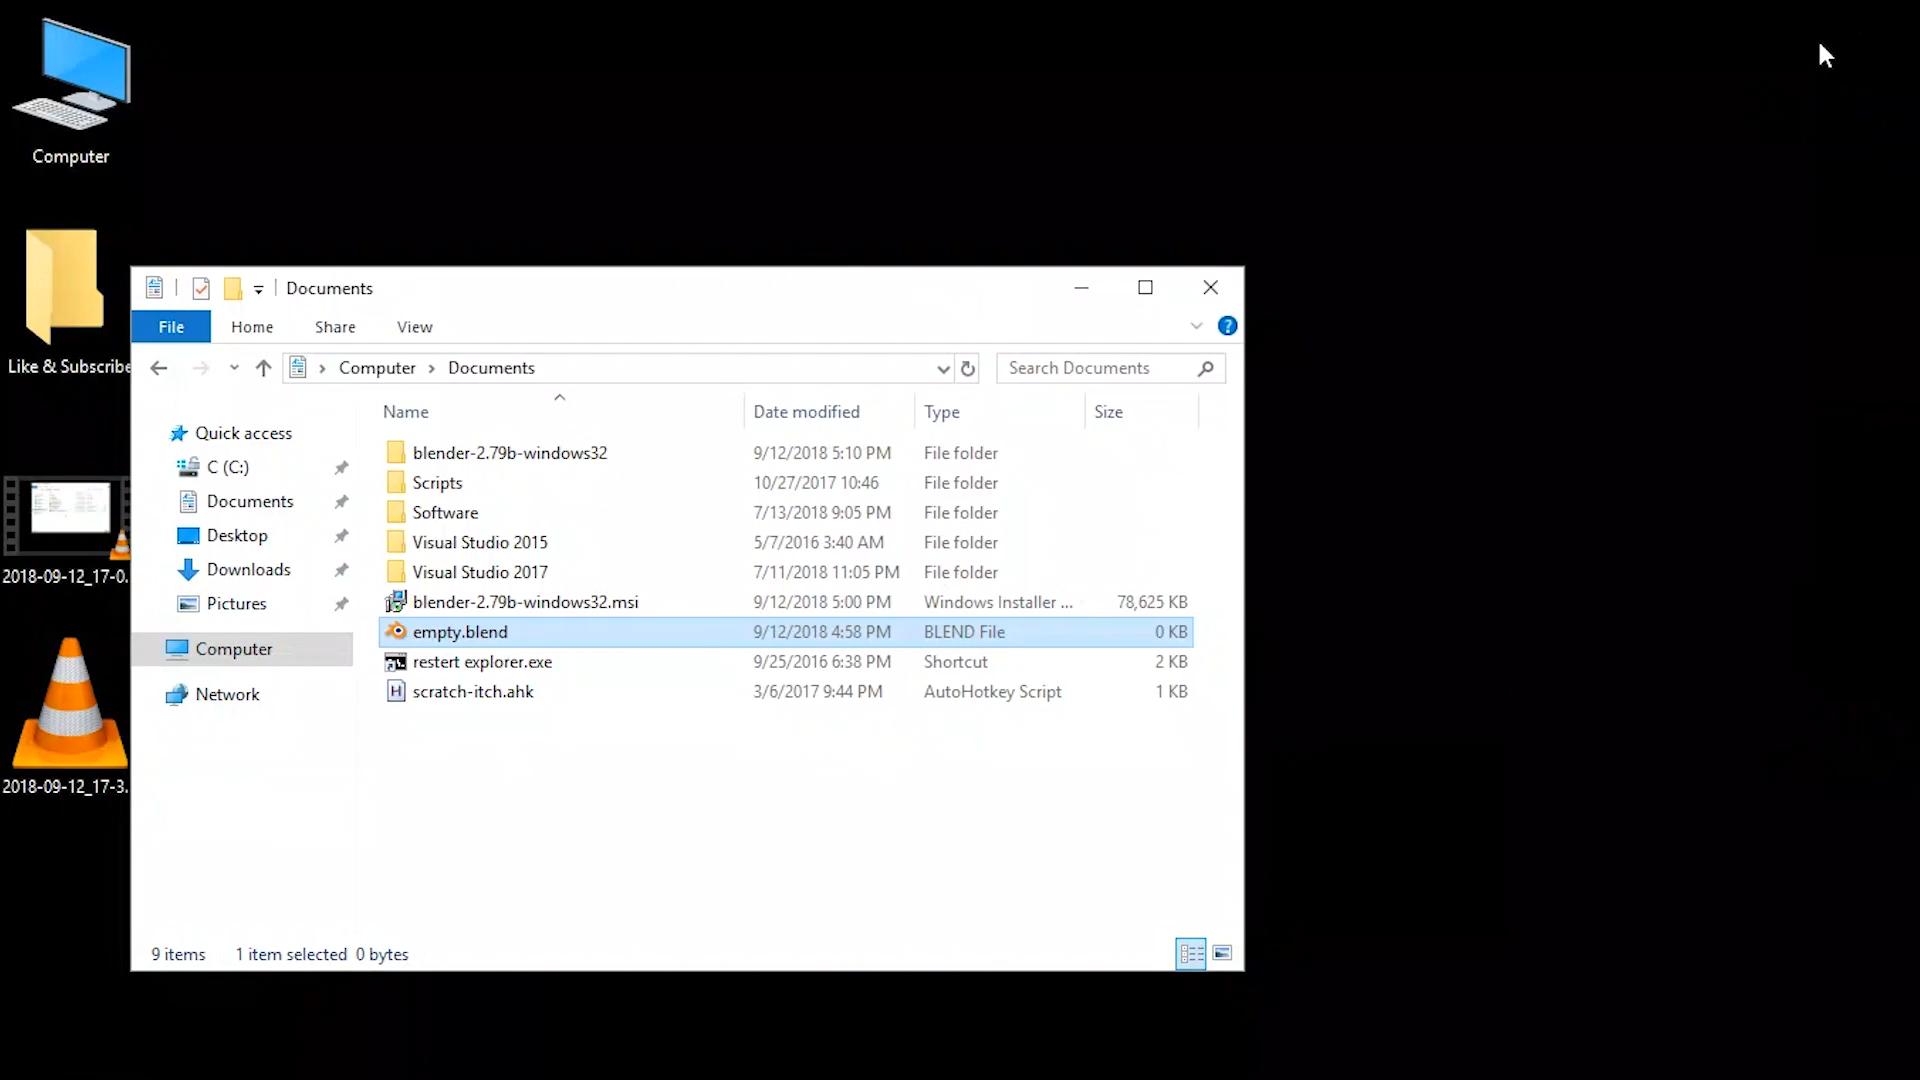 Computer
Like & Subscribe
2018-09-12_17-0.
2018-09-12_17-3.
Documents
File Home Share View
Computer Documents
Search Documents
Quick access
C (C:)
Documents
Desktop
Downloads
Pictures
Computer
Network
Name Date modified Type Size
blender-2.79b-windows32 9/12/2018 5:10 PM File folder
Scripts 10/27/2017 10:46 File folder
Software 7/13/2018 9:05 PM File folder
Visual Studio 2015 5/7/2016 3:40 AM File folder
Visual Studio 2017 7/11/2018 11:05 PM File folder
blender-2.79b-windows32.msi 9/12/2018 5:00 PM Windows Installer ... 78,625 KB
empty.blend 9/12/2018 4:58 PM BLEND File 0 KB
restert explorer.exe 9/25/2016 6:38 PM Shortcut 2 KB
scratch-itch.ahk 3/6/2017 9:44 PM AutoHotkey Script 1 KB
9 items 1 item selected 0 bytes